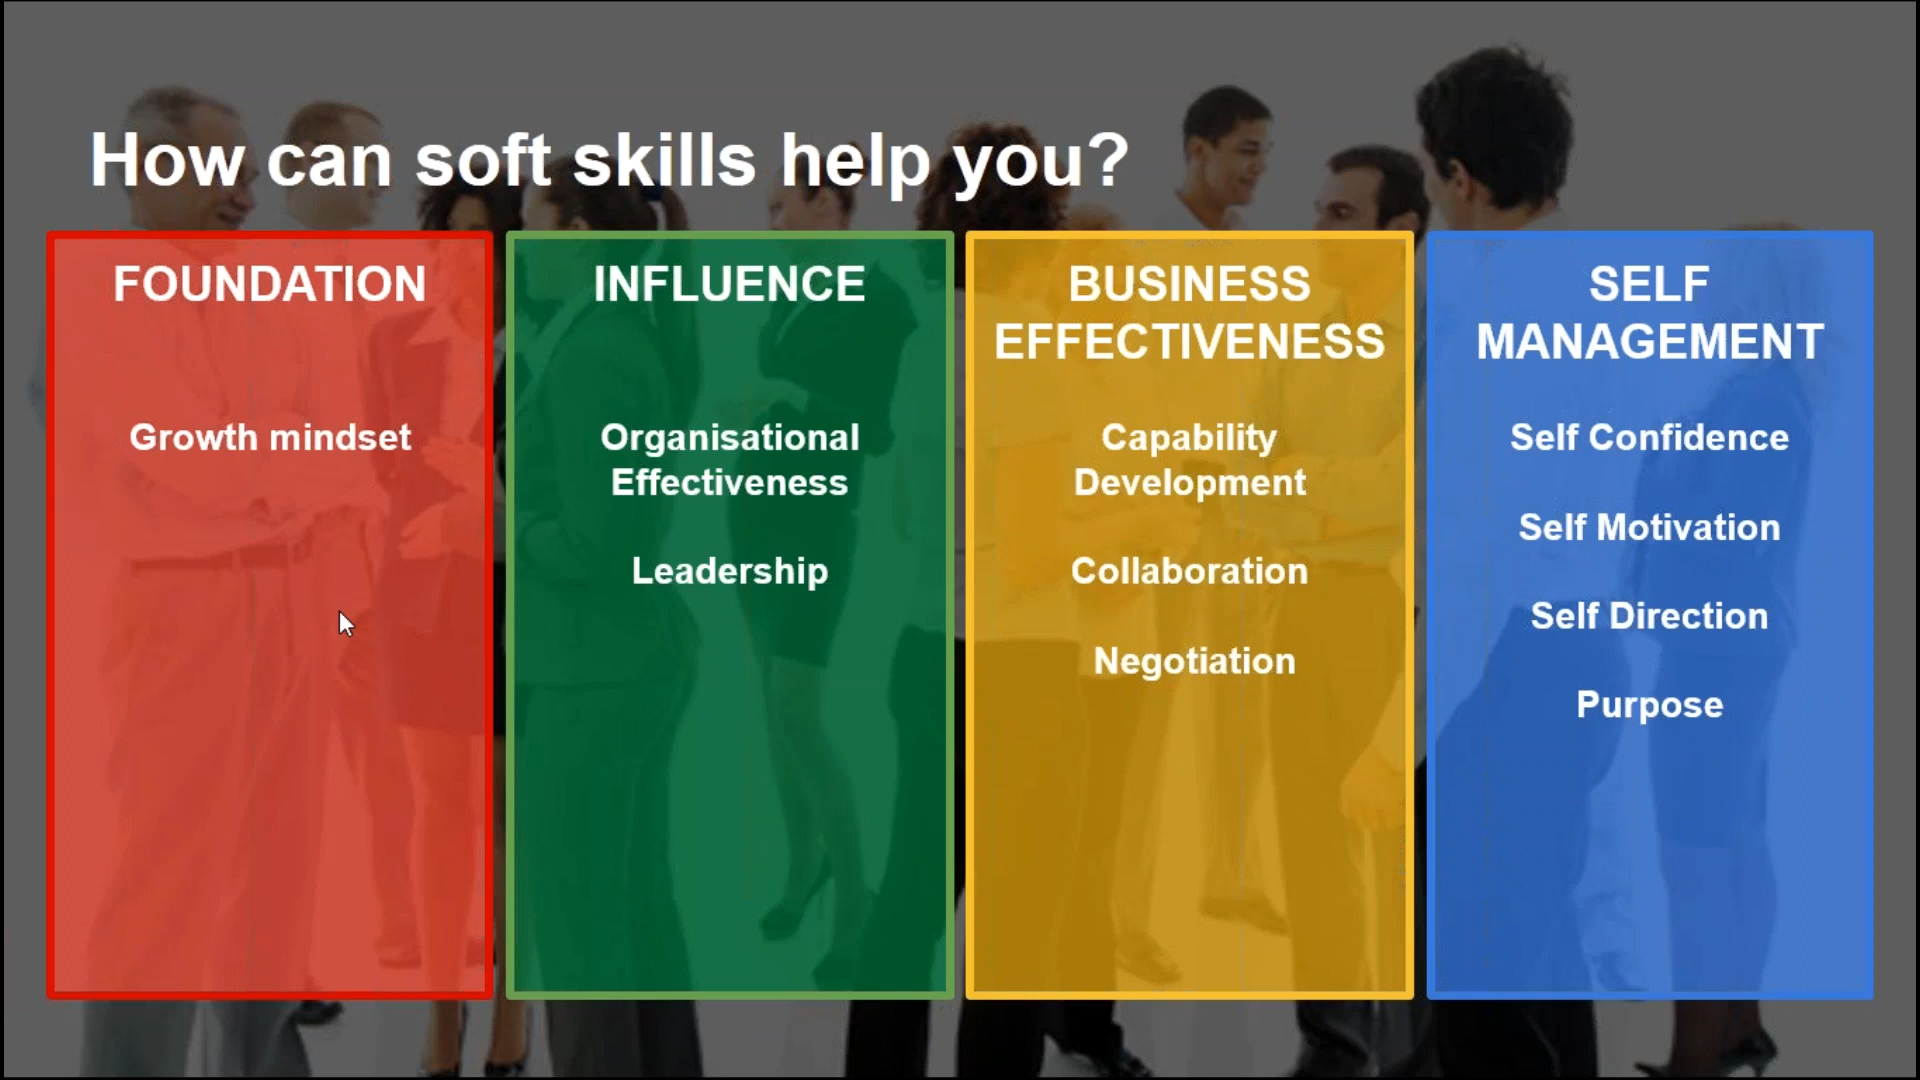 How can soft skills help you?
FOUNDATION
Growth mindset
INFLUENCE
Organisational
Effectiveness
Leadership
BUSINESS
EFFECTIVENESS
Capability
Development
Collaboration
Negotiation
SELF
MANAGEMENT
Self Confidence
Self Motivation
Self Direction
Purpose